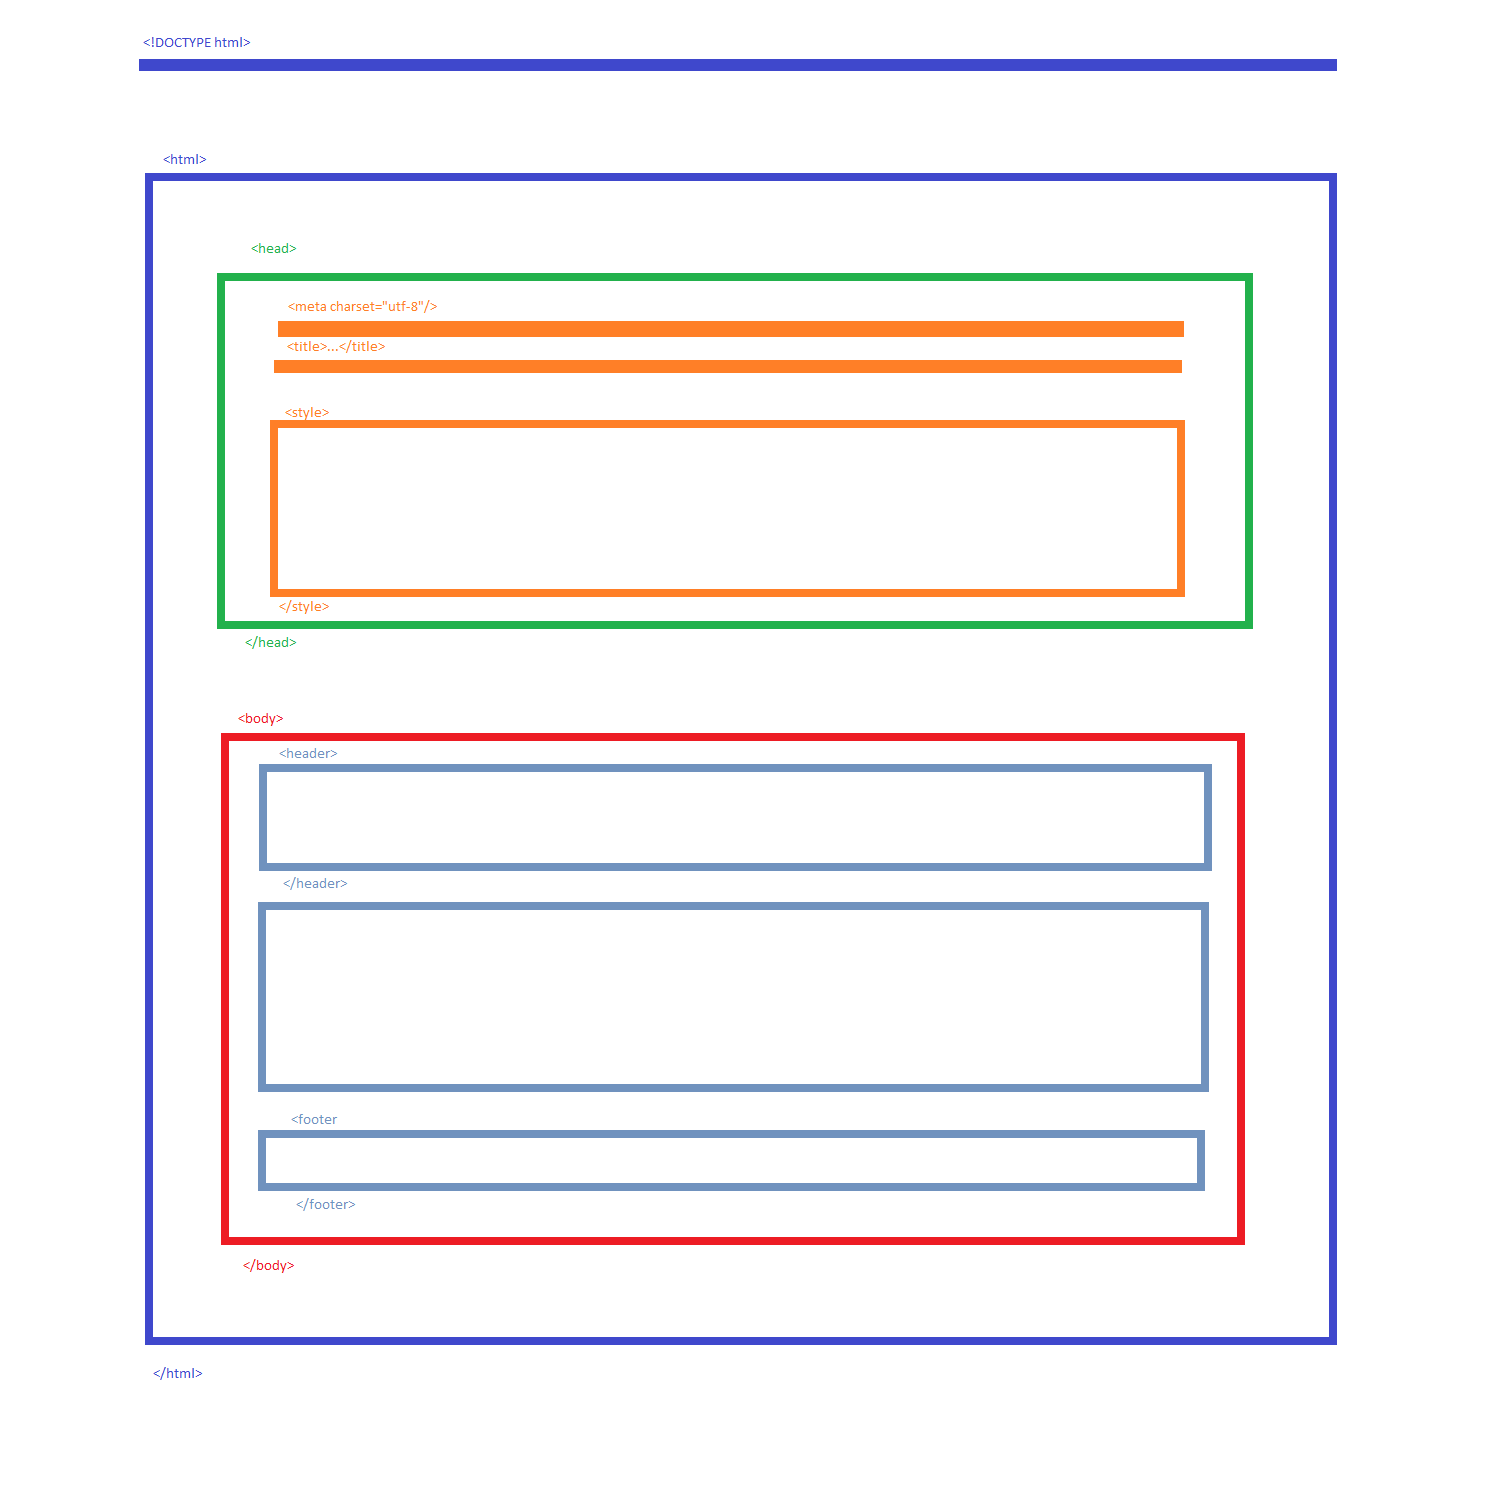 <!DOCTYPE html>
<html>
<head>
<meta charset="utf-8"/>
<title>...</title>
<style>
</style>
</head>
<body>
<header>
</header>
<footer
</footer>
</body>
</html>